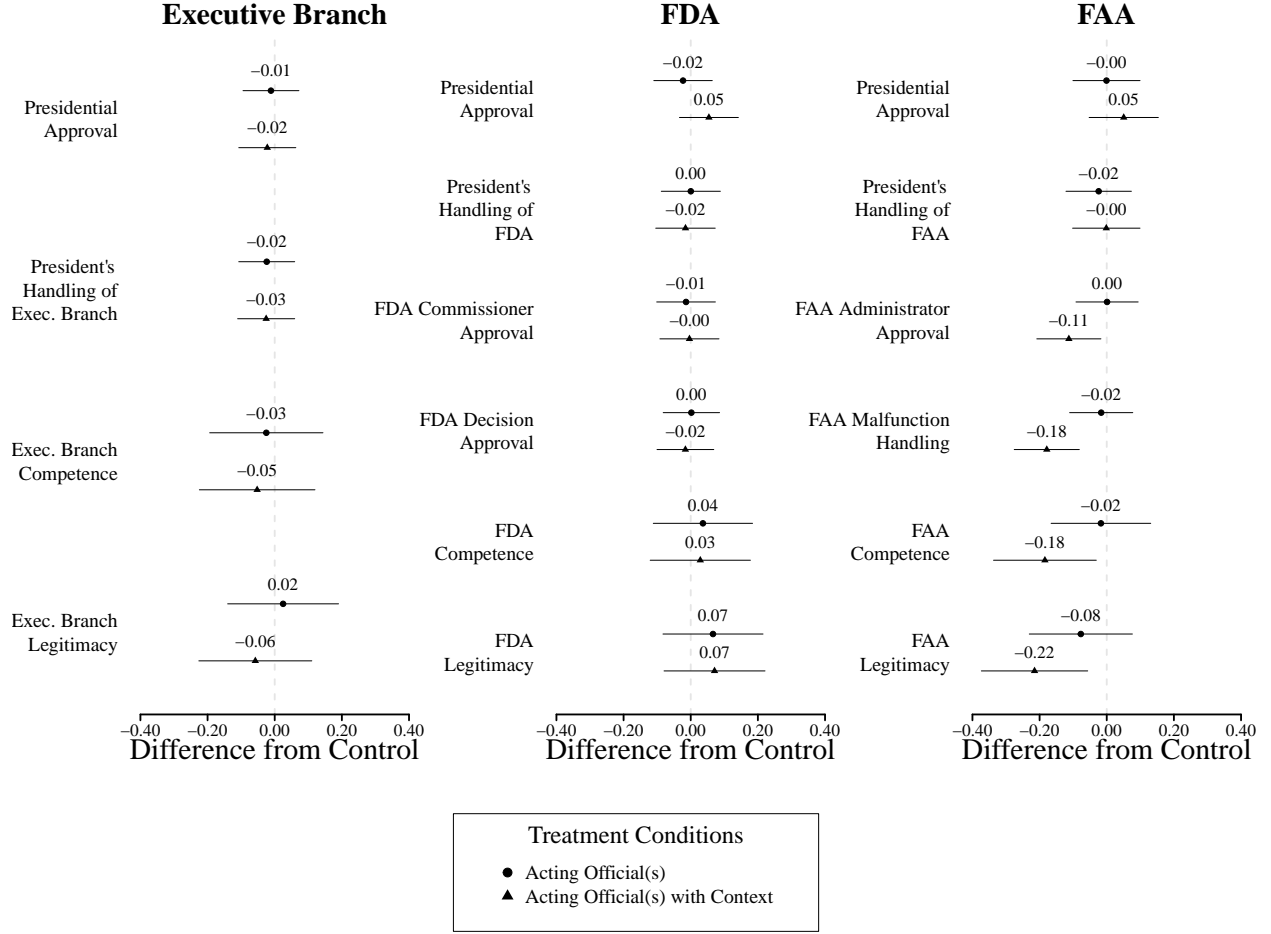 Executive Branch
−0.01
Presidential
Approval
−0.02
−0.02
President's
Handling of
Exec. Branch
−0.03
−0.03
Exec. Branch
Competence
−0.05
0.02
Exec. Branch
Legitimacy
−0.06
−0.40 −0.20 0.00 0.20 0.40
Difference from Control
FDA
−0.02
Presidential
Approval
0.05
0.00
President's
Handling of
FDA
−0.02
−0.01
FDA Commissioner
Approval
−0.00
0.00
FDA Decision
Approval
−0.02
0.04
FDA
Competence
0.03
0.07
FDA
Legitimacy
0.07
−0.40 −0.20 0.00 0.20 0.40
Difference from Control
FAA
−0.00
Presidential
Approval
0.05
−0.02
President's
Handling of
FAA
−0.00
0.00
FAA Administrator
Approval
−0.11
−0.02
FAA Malfunction
Handling
−0.18
−0.02
FAA
Competence
−0.18
−0.08
FAA
Legitimacy
−0.22
−0.40 −0.20 0.00 0.20 0.40
Difference from Control
Treatment Conditions
Acting Official(s)
Acting Official(s) with Context